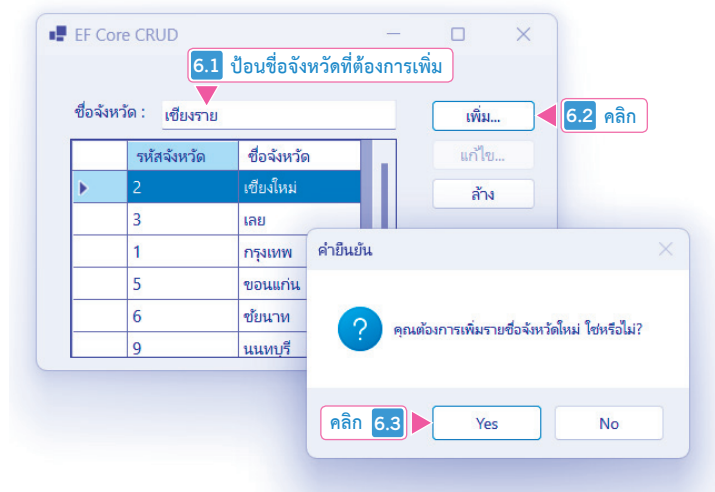 EF Core CRUD
6.1 ป้อนชื่อจังหวัดที่ต้องการเพิ่ม
ชื่อจังหวัด : เชียงราย
เพิ่ม...
6.2 คลิก
รหัสจังหวัด ชื่อจังหวัด
แก้ไข...
2 เชียงใหม่
ล้าง
3 เลย
1 กรุงเทพ
5 ขอนแก่น
6 ชัยนาท
9 นนทบุรี
คำยืนยัน
คุณต้องการเพิ่มรายชื่อจังหวัดใหม่ ใช่หรือไม่?
คลิก 6.3
Yes
No